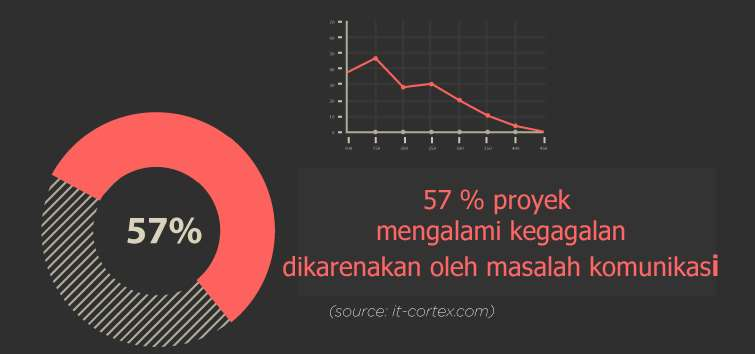 57%
57 % proyek
mengalami kegagalan
dikarenakan oleh masalah komunikasi
(source: it-cortex.com)